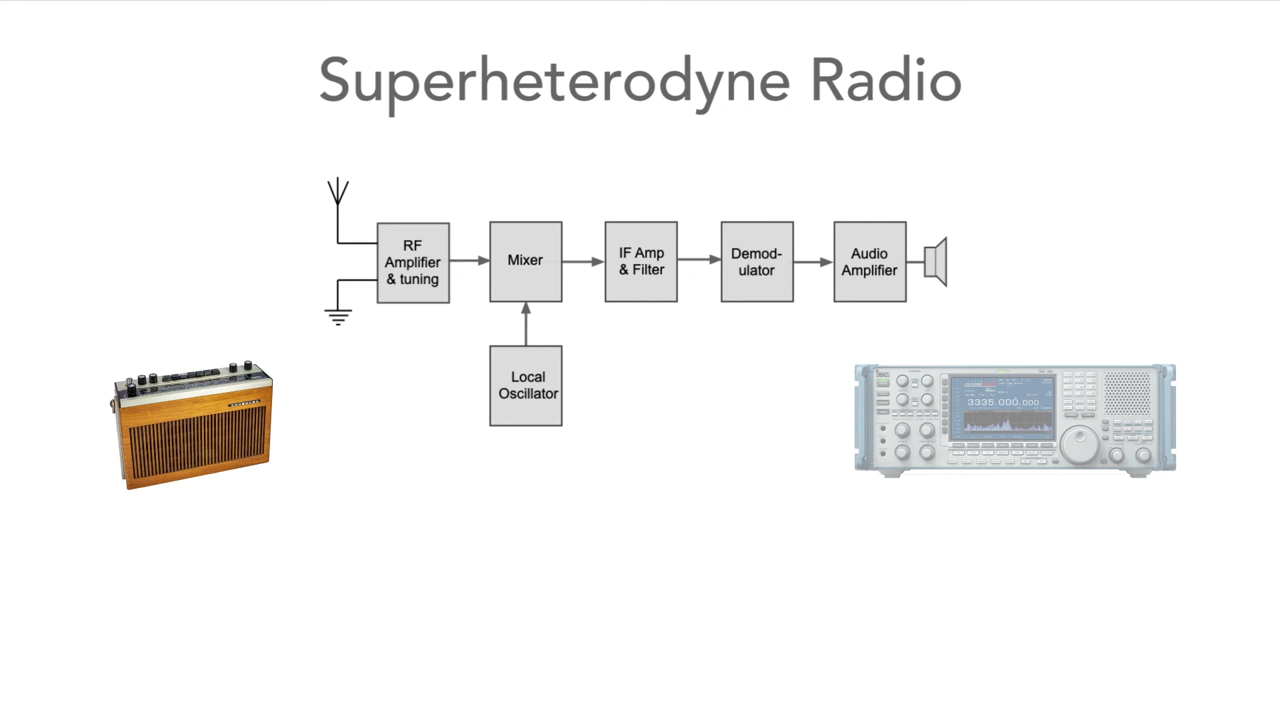 Superheterodyne Radio
RF
Amplifier
& tuning
Mixer
IF Amp
& Filter
Demod-
ulator
Audio
Amplifier
Local
Oscillator
3335.000.000